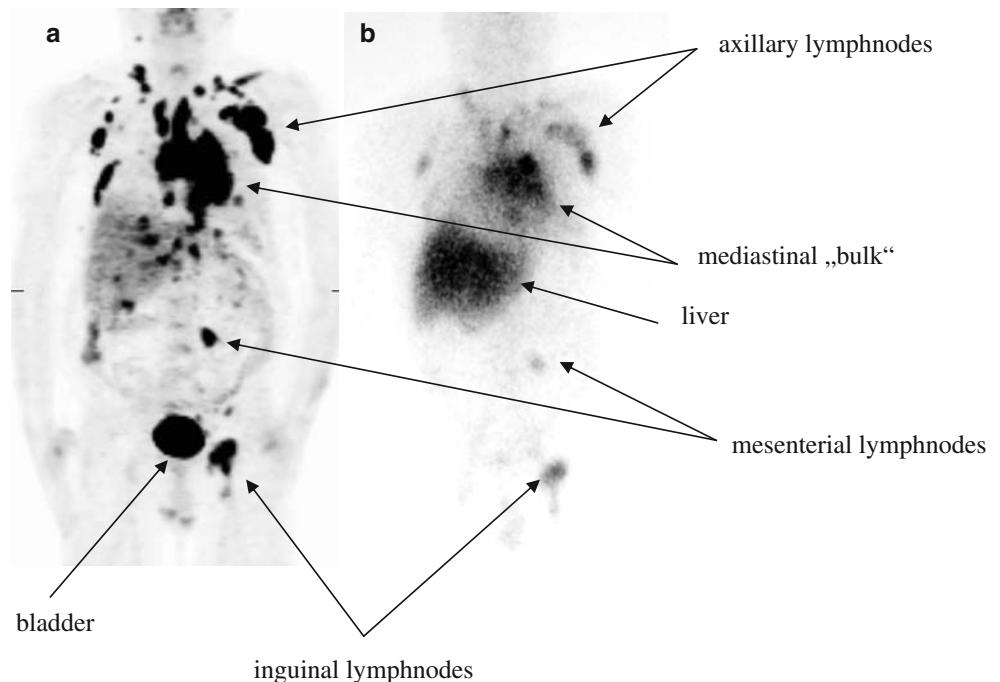 a
b
axillary lymphnodes
mediastinal „bulk“
liver
mesenterial lymphnodes
bladder
inguinal lymphnodes